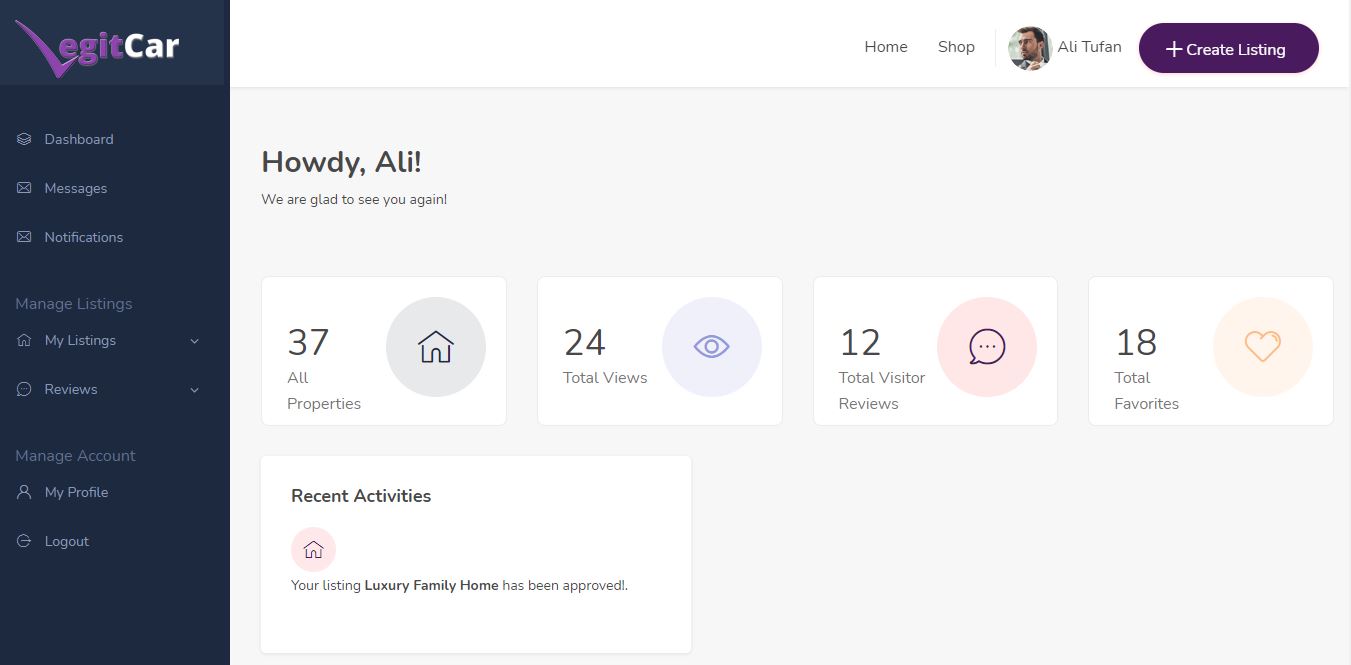 LegitCar
Home
Shop
Ali Tufan
Create Listing
Dashboard
Messages
Notifications
Manage Listings
My Listings
Reviews
Manage Account
My Profile
Logout
Howdy, Ali!
We are glad to see you again!
37
All
Properties
24
Total Views
12
Total Visitor
Reviews
18
Total
Favorites
Recent Activities
Your listing Luxury Family Home has been approved!.